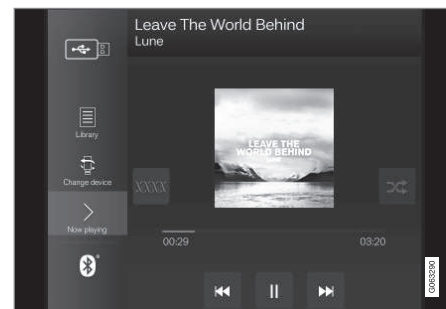 Leave The World Behind
Lune
Library
Change device
Now playing
LEAVE THE
WORLD BEHIND
XXXX
00:29
03:20
G063290